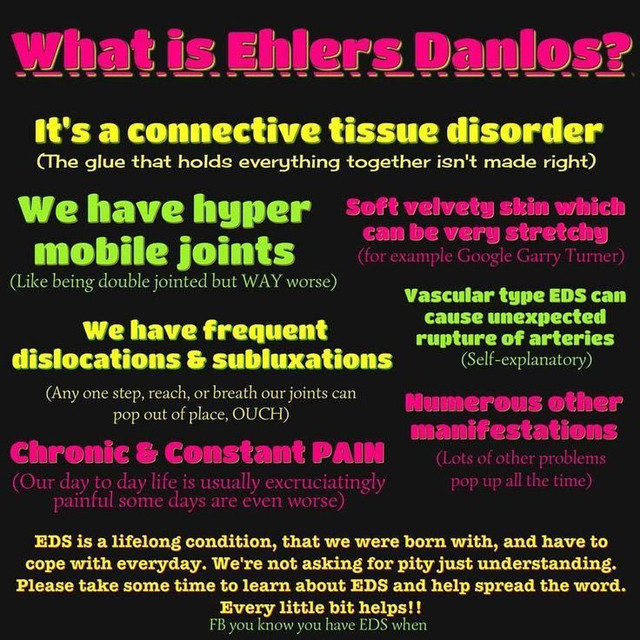 What is Ehlers Danlos?
It's a connective tissue disorder
(The glue that holds everything together isn't made right)
We have hyper
mobile joints
(Like being double jointed but WAY worse)
Soft velvety skin which
can be very stretchy
(for example Google Garry Turner)
Vascular type EDS can
cause unexpected
rupture of arteries
(Self-explanatory)
We have frequent
dislocations & subluxations
(Any one step, reach, or breath our joints can
pop out of place, OUCH)
Numerous other
manifestations
(Lots of other problems
pop up all the time)
Chronic & Constant PAIN
(Our day to day life is usually excruciatingly
painful some days are even worse)
EDS is a lifelong condition, that we were born with, and have to
cope with everyday. We're not asking for pity just understanding.
Please take some time to learn about EDS and help spread the word.
Every little bit helps!!
FB you know you have EDS when